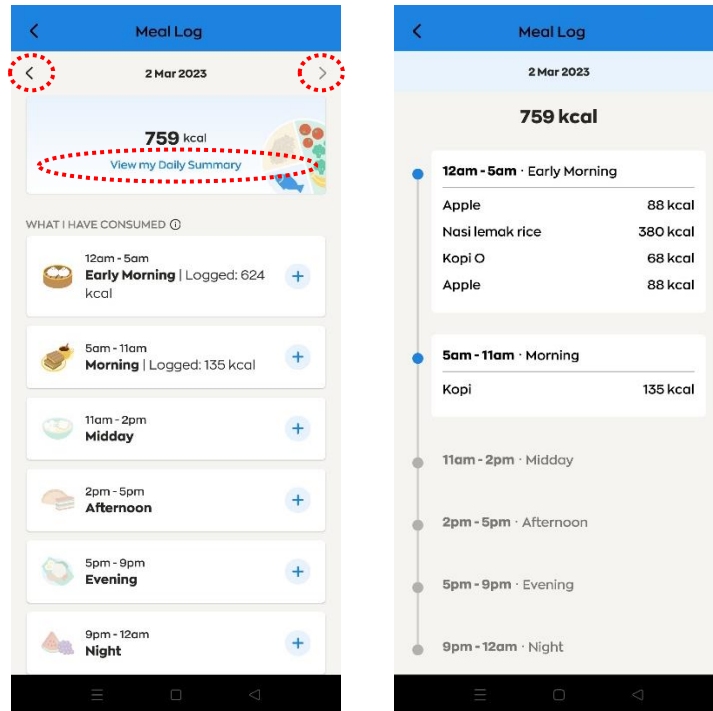 Meal Log
2 Mar 2023
759 kcal
View my Daily Summary
WHAT I HAVE CONSUMED
12am - 5am
Early Morning | Logged: 624
kcal
5am - 11am
Morning | Logged: 135 kcal
11am - 2pm
Midday
2pm - 5pm
Afternoon
5pm - 9pm
Evening
9pm - 12am
Night
Meal Log
2 Mar 2023
759 kcal
12am - 5am · Early Morning
Apple 88 kcal
Nasi lemak rice 380 kcal
Kopi O 68 kcal
Apple 88 kcal
5am - 11am · Morning
Kopi 135 kcal
11am - 2pm · Midday
2pm - 5pm · Afternoon
5pm - 9pm · Evening
9pm - 12am · Night